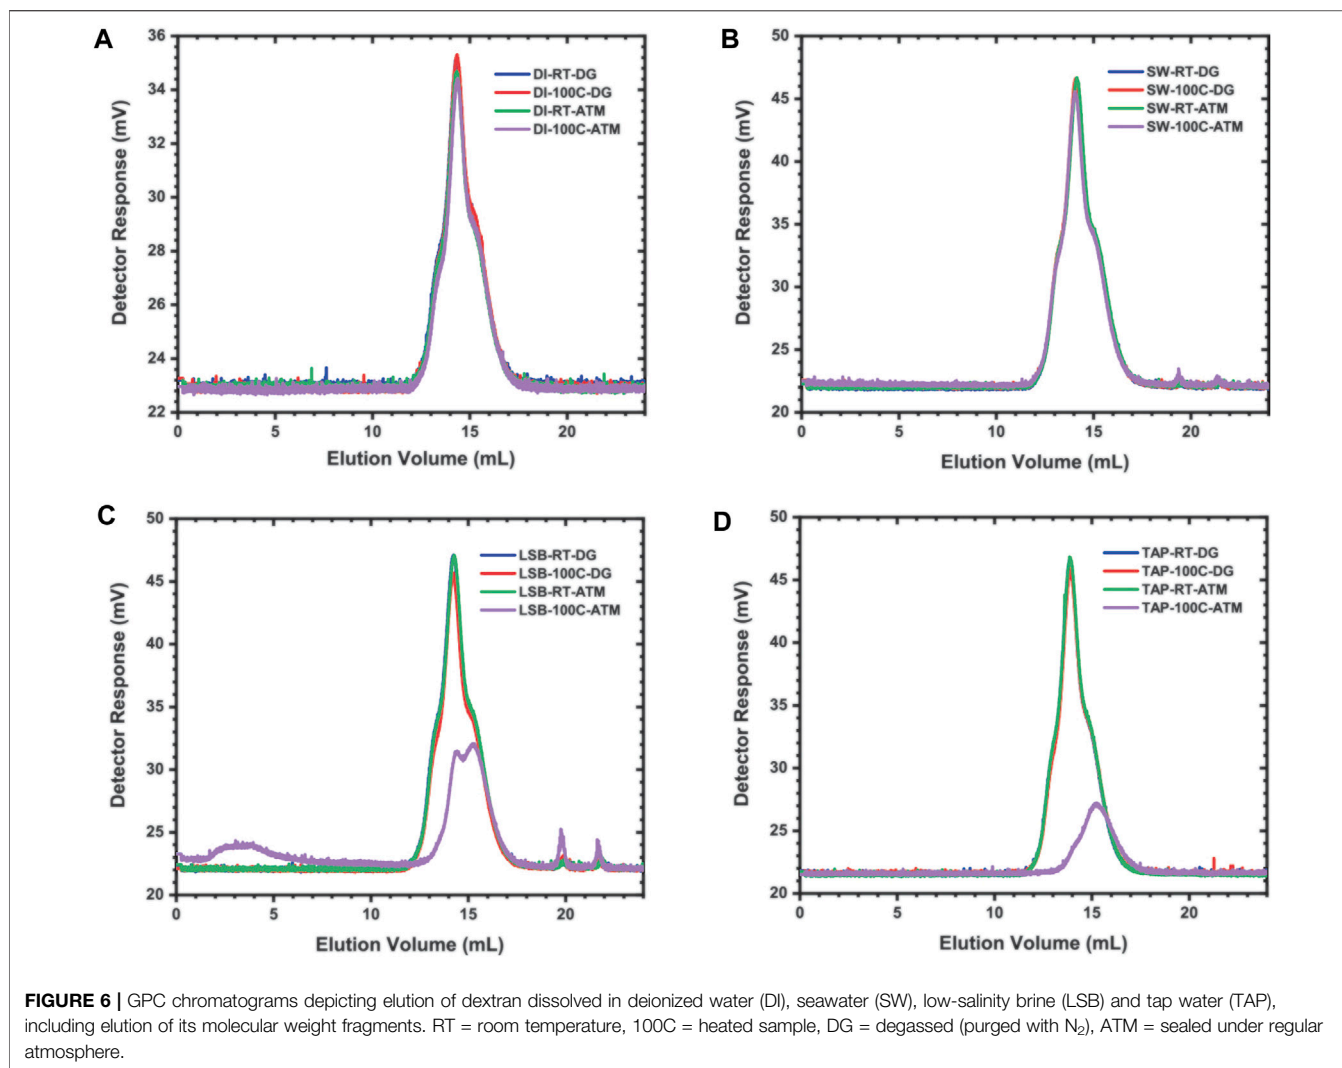 A
36
34
32
30
28
26
24
22
0
5
10
15
20
Detector Response (mV)
Elution Volume (mL)
DI-RT-DG
DI-100C-DG
DI-RT-ATM
DI-100C-ATM
B
50
45
40
35
30
25
20
0
5
10
15
20
Detector Response (mV)
Elution Volume (mL)
SW-RT-DG
SW-100C-DG
SW-RT-ATM
SW-100C-ATM
C
50
45
40
35
30
25
20
0
5
10
15
20
Detector Response (mV)
Elution Volume (mL)
LSB-RT-DG
LSB-100C-DG
LSB-RT-ATM
LSB-100C-ATM
D
50
45
40
35
30
25
20
0
5
10
15
20
Detector Response (mV)
Elution Volume (mL)
TAP-RT-DG
TAP-100C-DG
TAP-RT-ATM
TAP-100C-ATM
FIGURE 6 | GPC chromatograms depicting elution of dextran dissolved in deionized water (DI), seawater (SW), low-salinity brine (LSB) and tap water (TAP),
including elution of its molecular weight fragments. RT = room temperature, 100C = heated sample, DG = degassed (purged with N₂), ATM = sealed under regular
atmosphere.